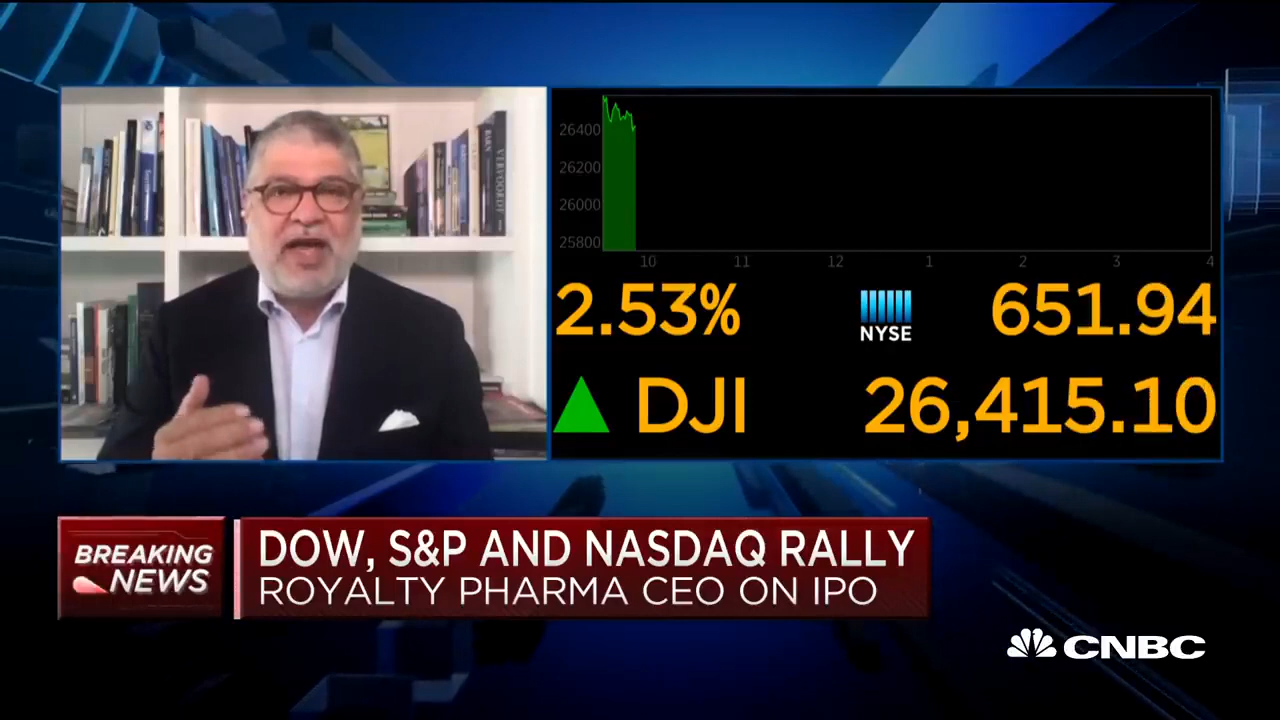 26400
26200
26000
25800
10 11 12 1 2 3 4
2.53% NYSE 651.94
DJI 26,415.10
BREAKING NEWS
DOW, S&P AND NASDAQ RALLY
ROYALTY PHARMA CEO ON IPO
CNBC
VERVOORDT